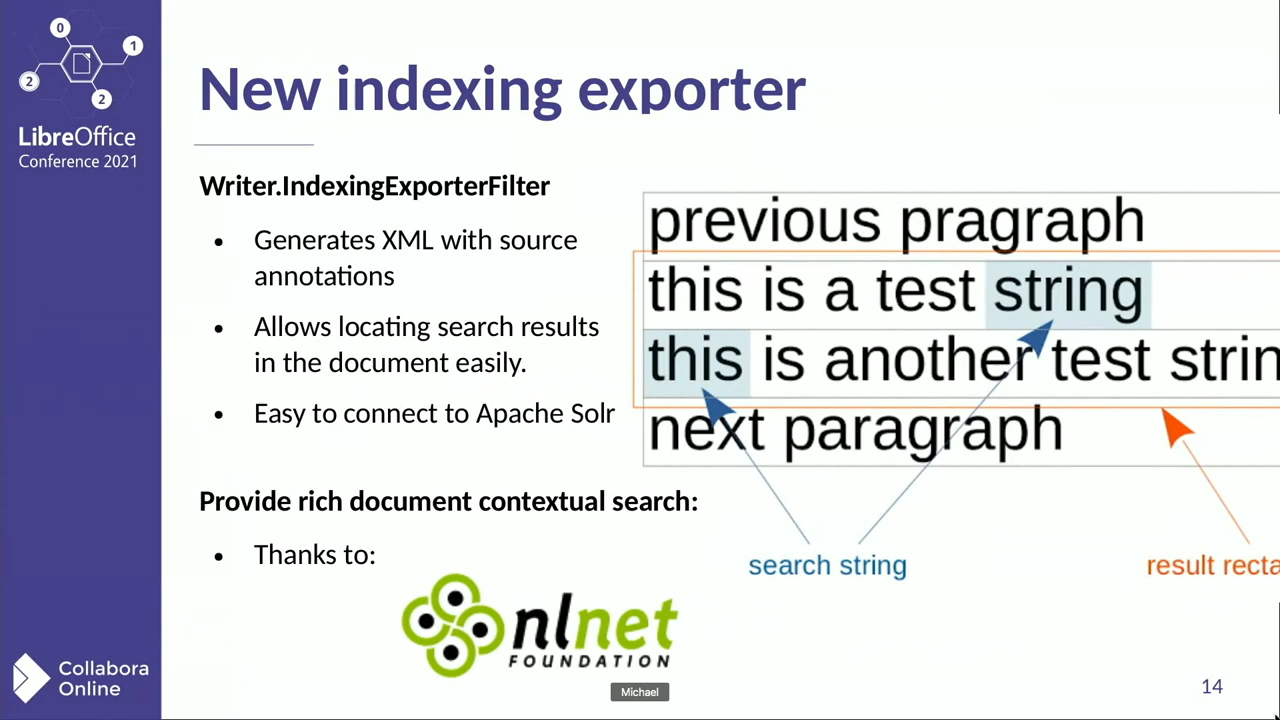 0
1
2
2
LibreOffice
Conference 2021
New indexing exporter
Writer.IndexingExporterFilter
• Generates XML with source
annotations
• Allows locating search results
in the document easily.
• Easy to connect to Apache Solr
Provide rich document contextual search:
• Thanks to:
nlnet
FOUNDATION
previous pragraph
this is a test string
this is another test strin
next paragraph
search string
result recta
Collabora
Online
Michael
14